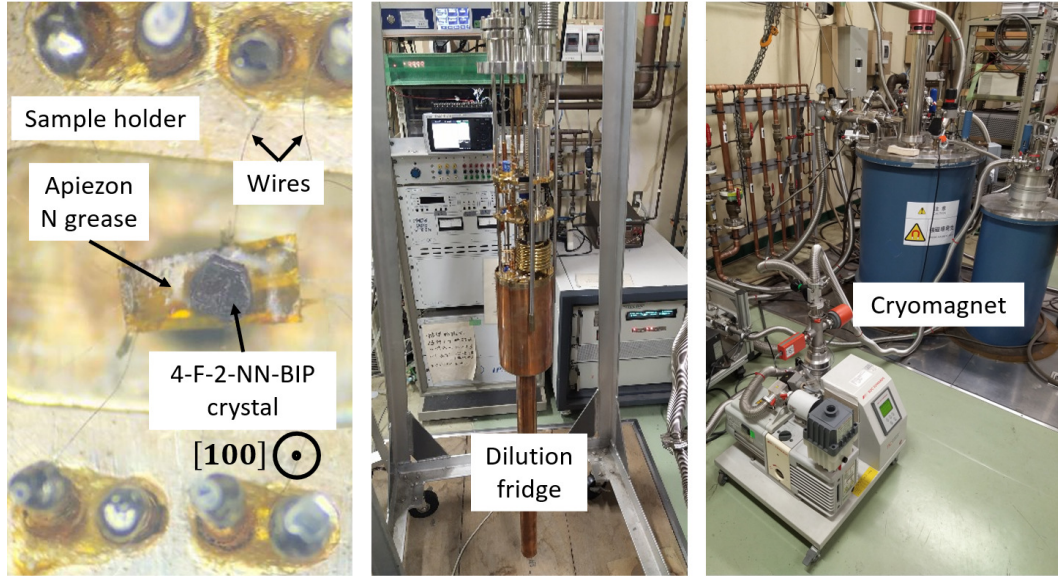 Sample holder
Wires
Apiezon
N grease
4-F-2-NN-BIP
crystal
[100]
Dilution
fridge
Cryomagnet